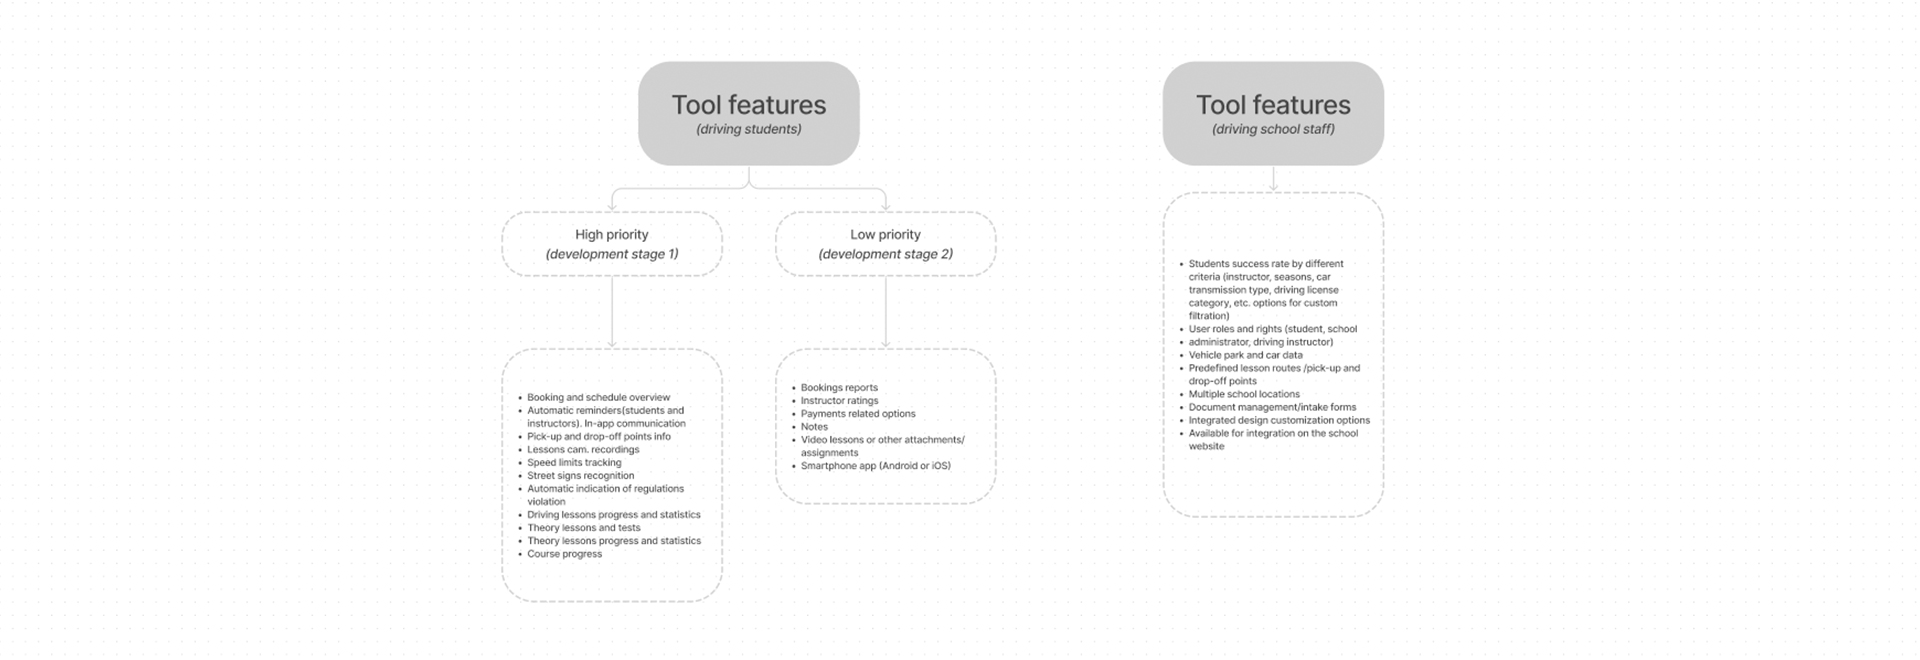 Tool features
(driving students)
High priority
(development stage 1)
• Booking and schedule overview
• Automatic reminders(students and
instructors). In-app communication
• Pick-up and drop-off points info
• Lessons cam. recordings
• Speed limits tracking
• Street signs recognition
• Automatic indication of regulations
violation
• Driving lessons progress and statistics
• Theory lessons and tests
• Theory lessons progress and statistics
• Course progress
Low priority
(development stage 2)
• Bookings reports
• Instructor ratings
• Payments related options
• Notes
• Video lessons or other attachments/
assignments
• Smartphone app (Android or iOS)
Tool features
(driving school staff)
• Students success rate by different
criteria (instructor, seasons, car
transmission type, driving license
category, etc. options for custom
filtration)
• User roles and rights (student, school
• administrator, driving instructor)
• Vehicle park and car data
• Predefined lesson routes /pick-up and
drop-off points
• Multiple school locations
• Document management/intake forms
• Integrated design customization options
• Available for integration on the school
website